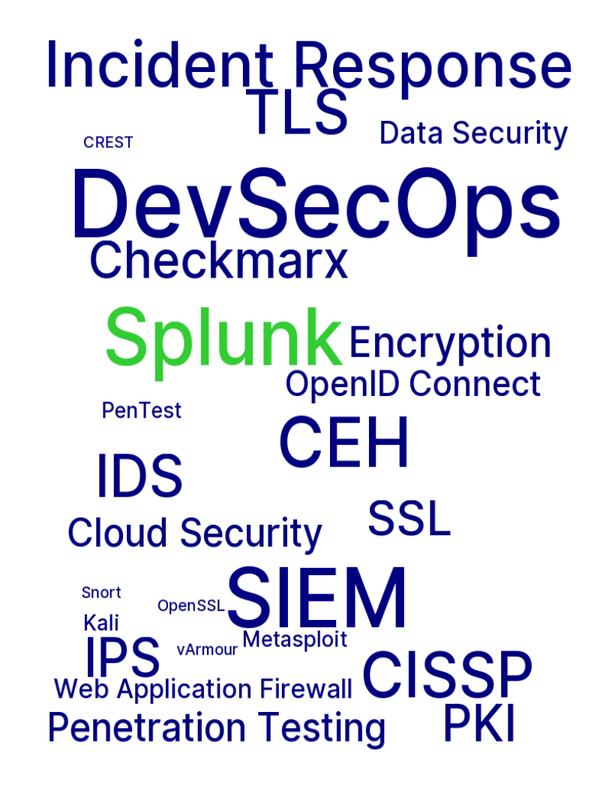 Incident Response
TLS
Data Security
CREST
DevSecOps
Checkmarx
Splunk
Encryption
OpenID Connect
PenTest
CEH
IDS
SSL
Cloud Security
SIEM
Snort
OpenSSL
Kali
Metasploit
IPS
vArmour
CISSP
Web Application Firewall
Penetration Testing
PKI